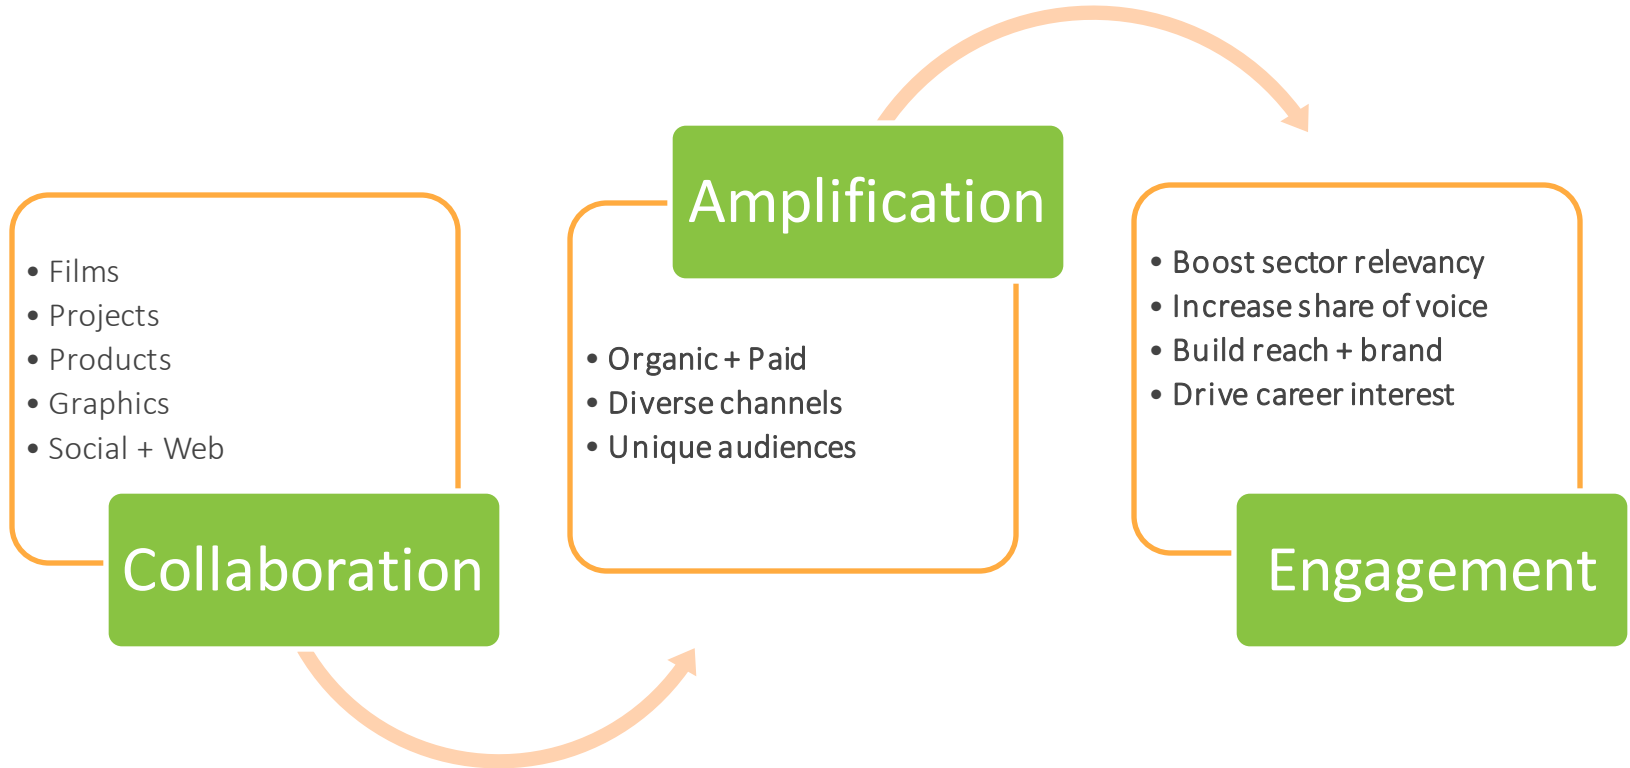 • Films
• Projects
• Products
• Graphics
• Social + Web
Collaboration
Amplification
• Organic + Paid
• Diverse channels
• Unique audiences
• Boost sector relevancy
• Increase share of voice
• Build reach + brand
• Drive career interest
Engagement